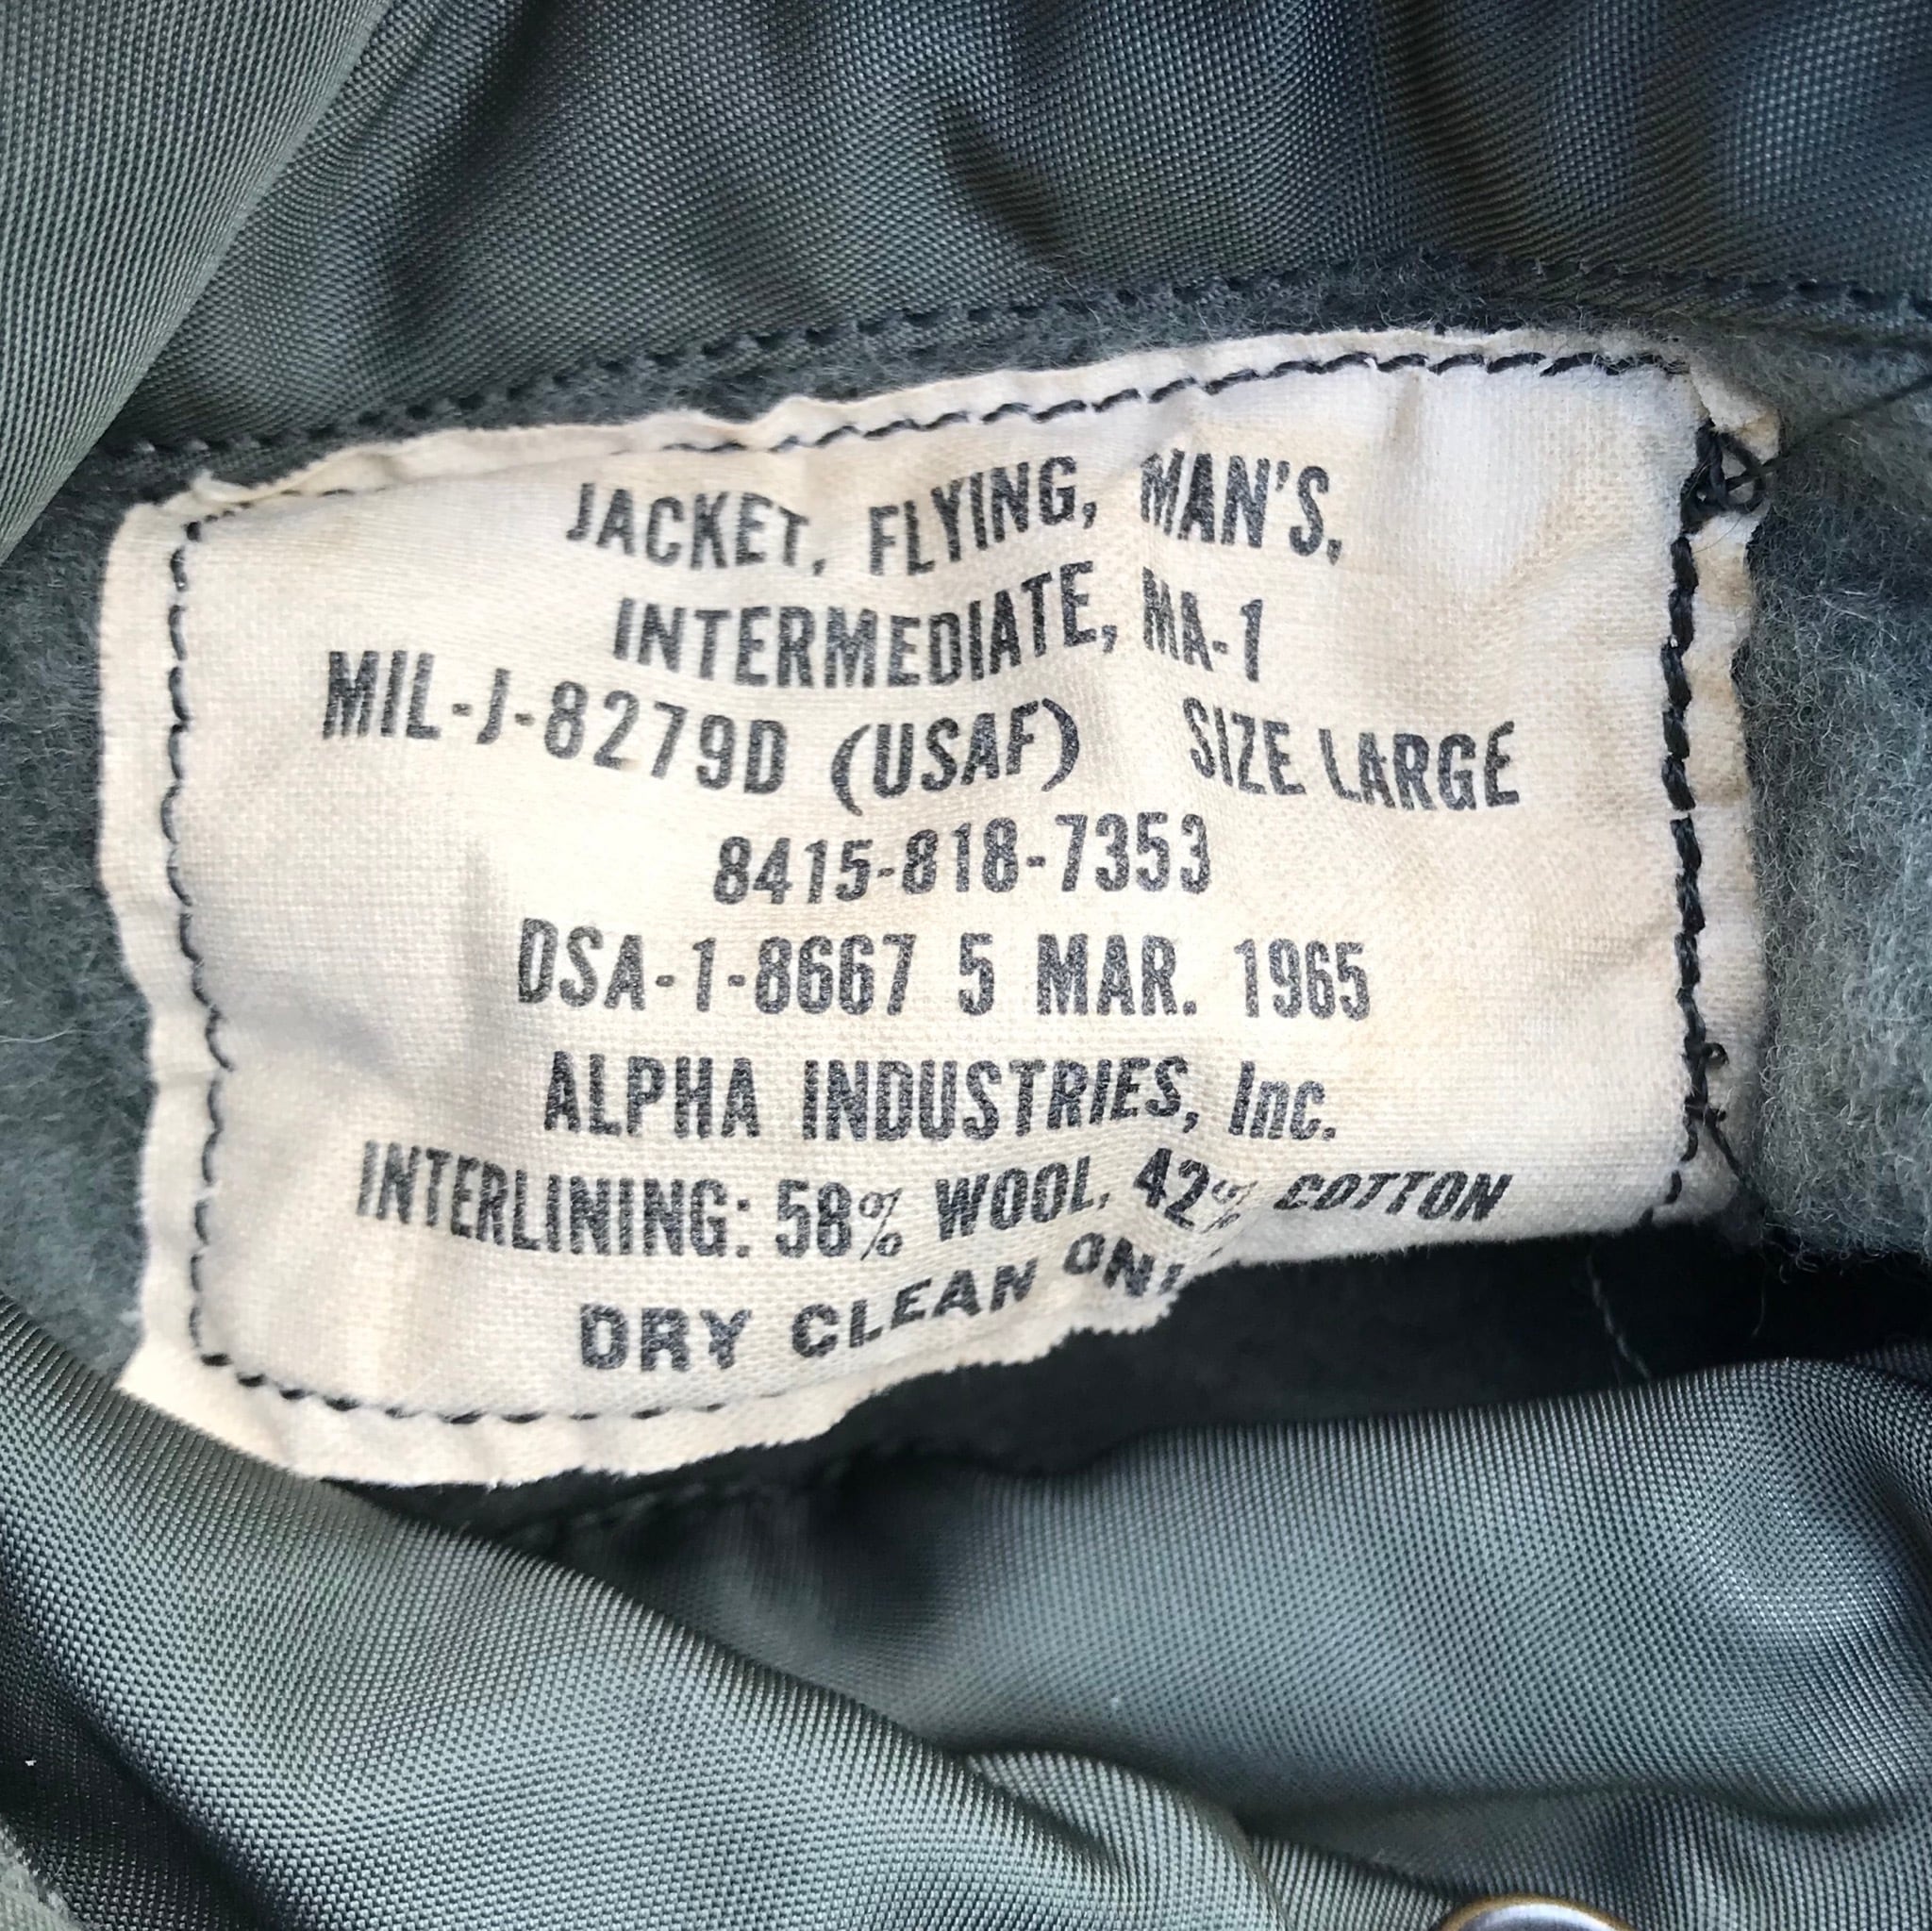 JACKET, FLYING, MAN'S,
INTERMEDIATE, MA-1
MIL-J-8279D (USAF) SIZE LARGE
8415-818-7353
DSA-1-8667 5 MAR. 1965
ALPHA INDUSTRIES, Inc.
INTERLINING: 58% WOOL, 42% COTTON
DRY CLEAN